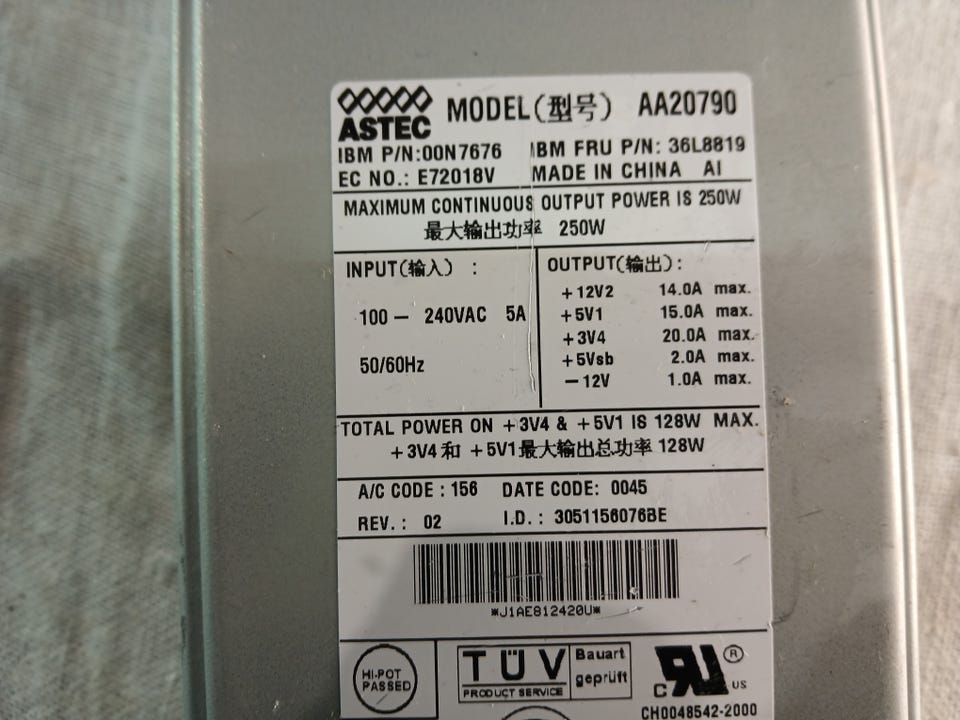 ASTEC MODEL(型号) AA20790
IBM P/N:00N7676 IBM FRU P/N: 36L8819
EC NO.: E72018V MADE IN CHINA AI
MAXIMUM CONTINUOUS OUTPUT POWER IS 250W
最大输出功率 250W
INPUT(输入) :
100 — 240VAC 5A
50/60Hz
OUTPUT(输出):
+12V2 14.0A max.
+5V1 15.0A max.
+3V4 20.0A max.
+5Vsb 2.0A max.
—12V 1.0A max.
TOTAL POWER ON +3V4 & +5V1 IS 128W MAX.
+3V4 和 +5V1最大输出总功率 128W
A/C CODE : 156 DATE CODE: 0045
REV. : 02 I.D. : 3051156076BE
*J1AE812420U*
HI-POT
PASSED
TÜV
PRODUCT SERVICE
Bauart
geprüft
C RU ® US
CH0048542-2000